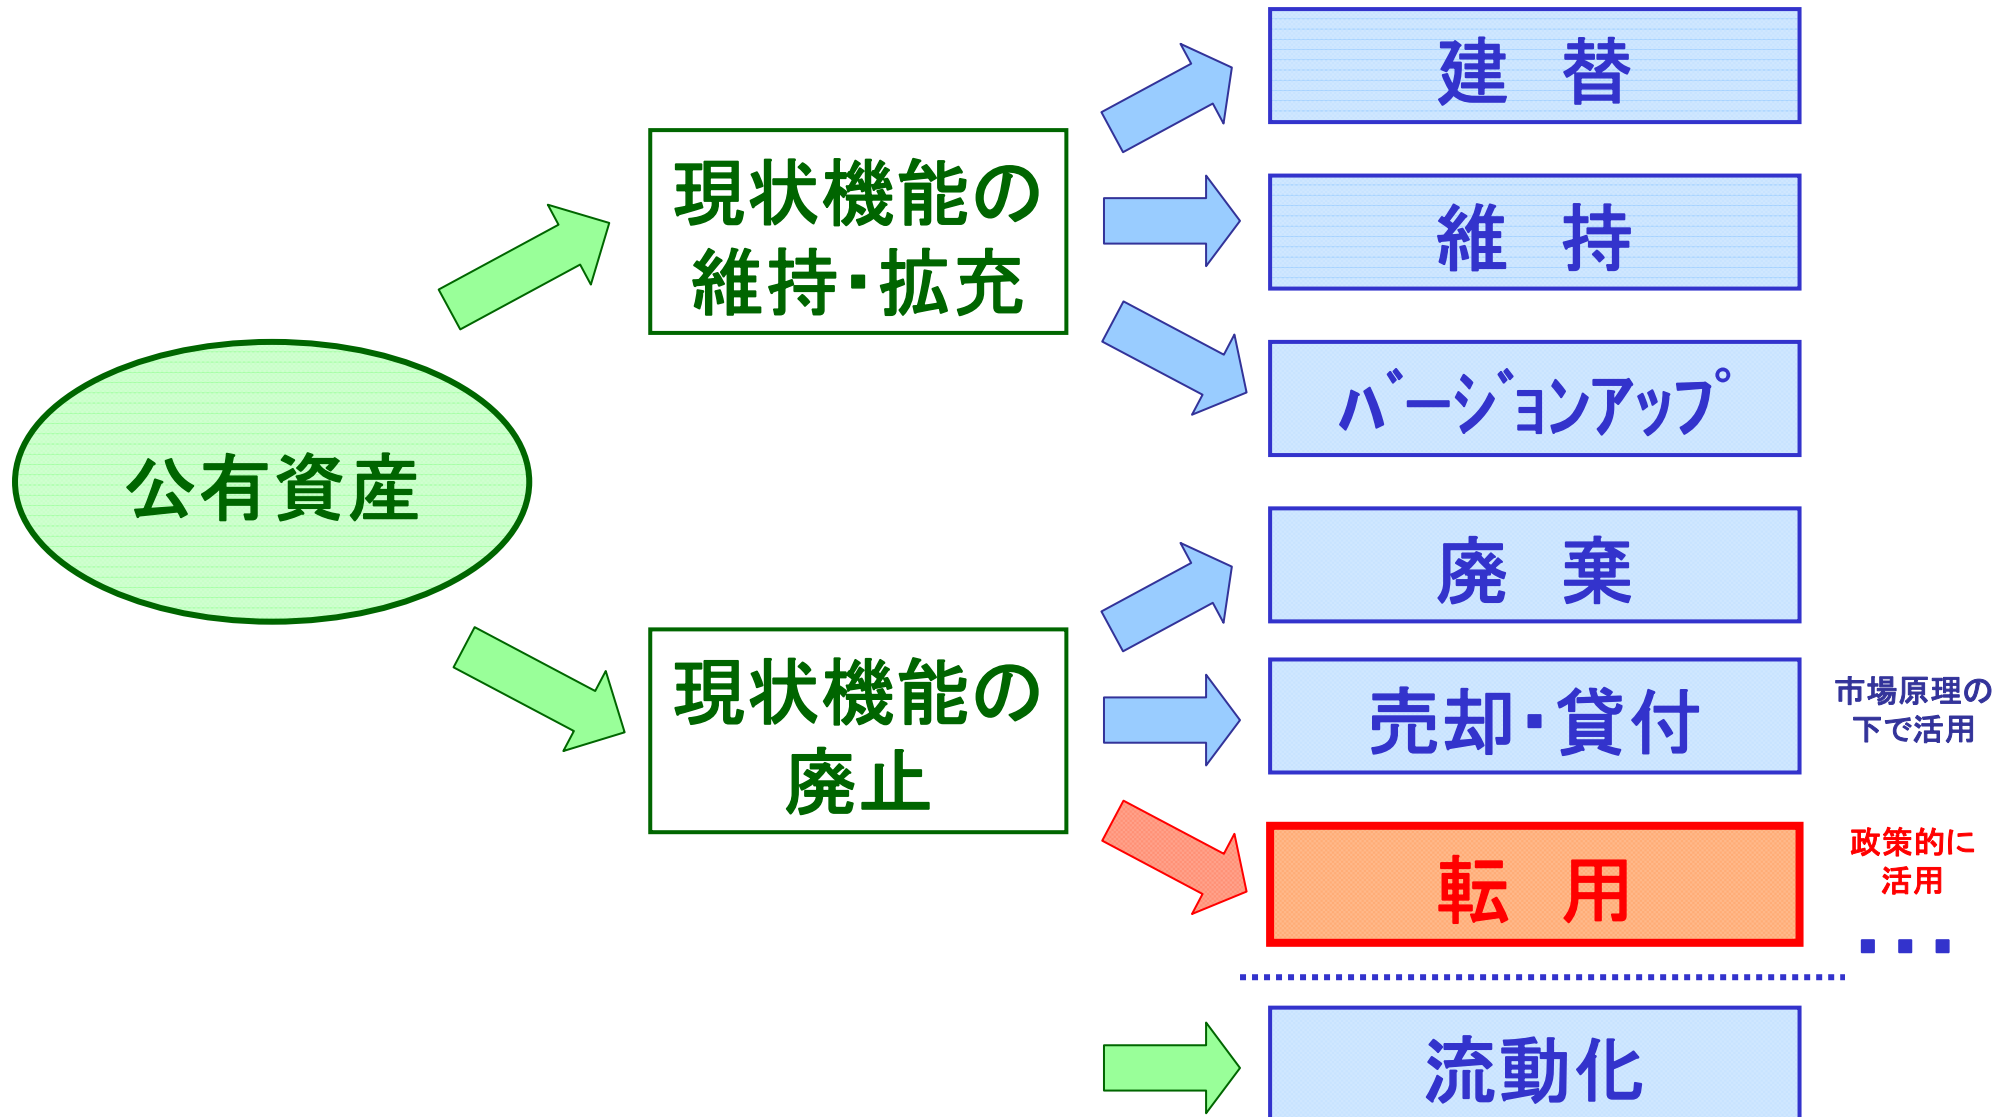 建　替
現状機能の
維持・拡充
維　持
ﾊﾞｰｼﾞｮﾝｱｯﾌﾟ
公有資産
廃　棄
現状機能の
廃止
売却・貸付
市場原理の
下で活用
転　用
政策的に
活用
・・・
流動化